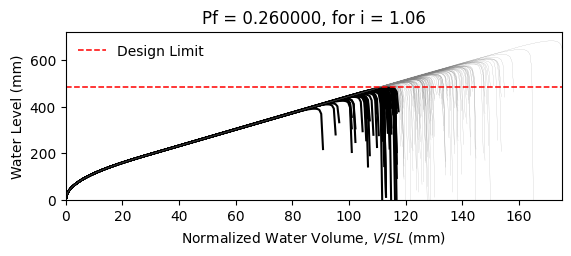 Pf = 0.260000, for i = 1.06
Design Limit
Water Level (mm)
600
400
200
0
0 20 40 60 80 100 120 140 160
Normalized Water Volume, V/SL (mm)